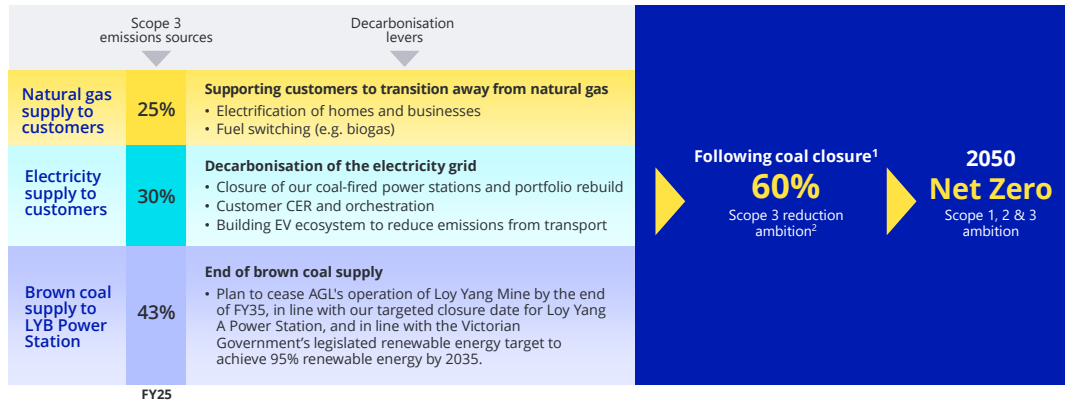 Scope 3
emissions sources
Decarbonisation
levers
Natural gas
supply to
customers
25%
Supporting customers to transition away from natural gas
• Electrification of homes and businesses
• Fuel switching (e.g. biogas)
Electricity
supply to
customers
30%
Decarbonisation of the electricity grid
• Closure of our coal-fired power stations and portfolio rebuild
• Customer CER and orchestration
• Building EV ecosystem to reduce emissions from transport
Brown coal
supply to
LYB Power
Station
43%
End of brown coal supply
• Plan to cease AGL's operation of Loy Yang Mine by the end
of FY35, in line with our targeted closure date for Loy Yang
A Power Station, and in line with the Victorian
Government's legislated renewable energy target to
achieve 95% renewable energy by 2035.
FY25
Following coal closure¹
60%
Scope 3 reduction
ambition²
2050
Net Zero
Scope 1, 2 & 3
ambition